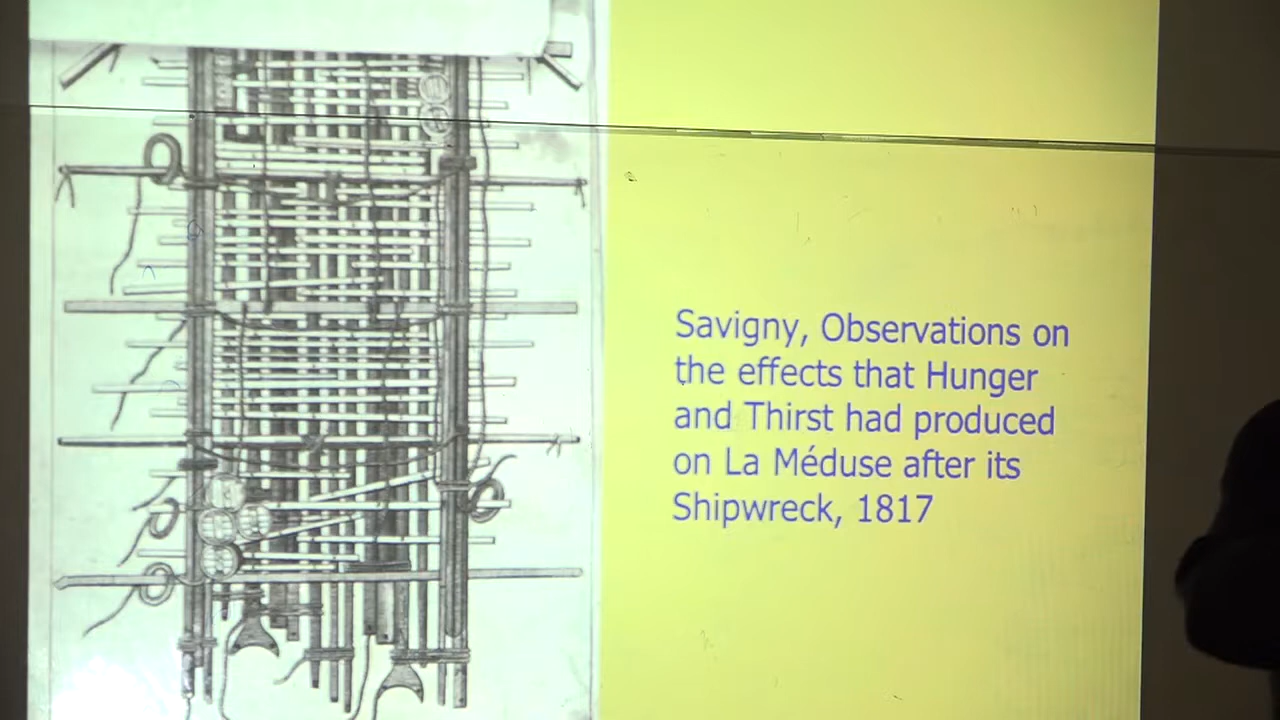 Savigny, Observations on
the effects that Hunger
and Thirst had produced
on La Méduse after its
Shipwreck, 1817